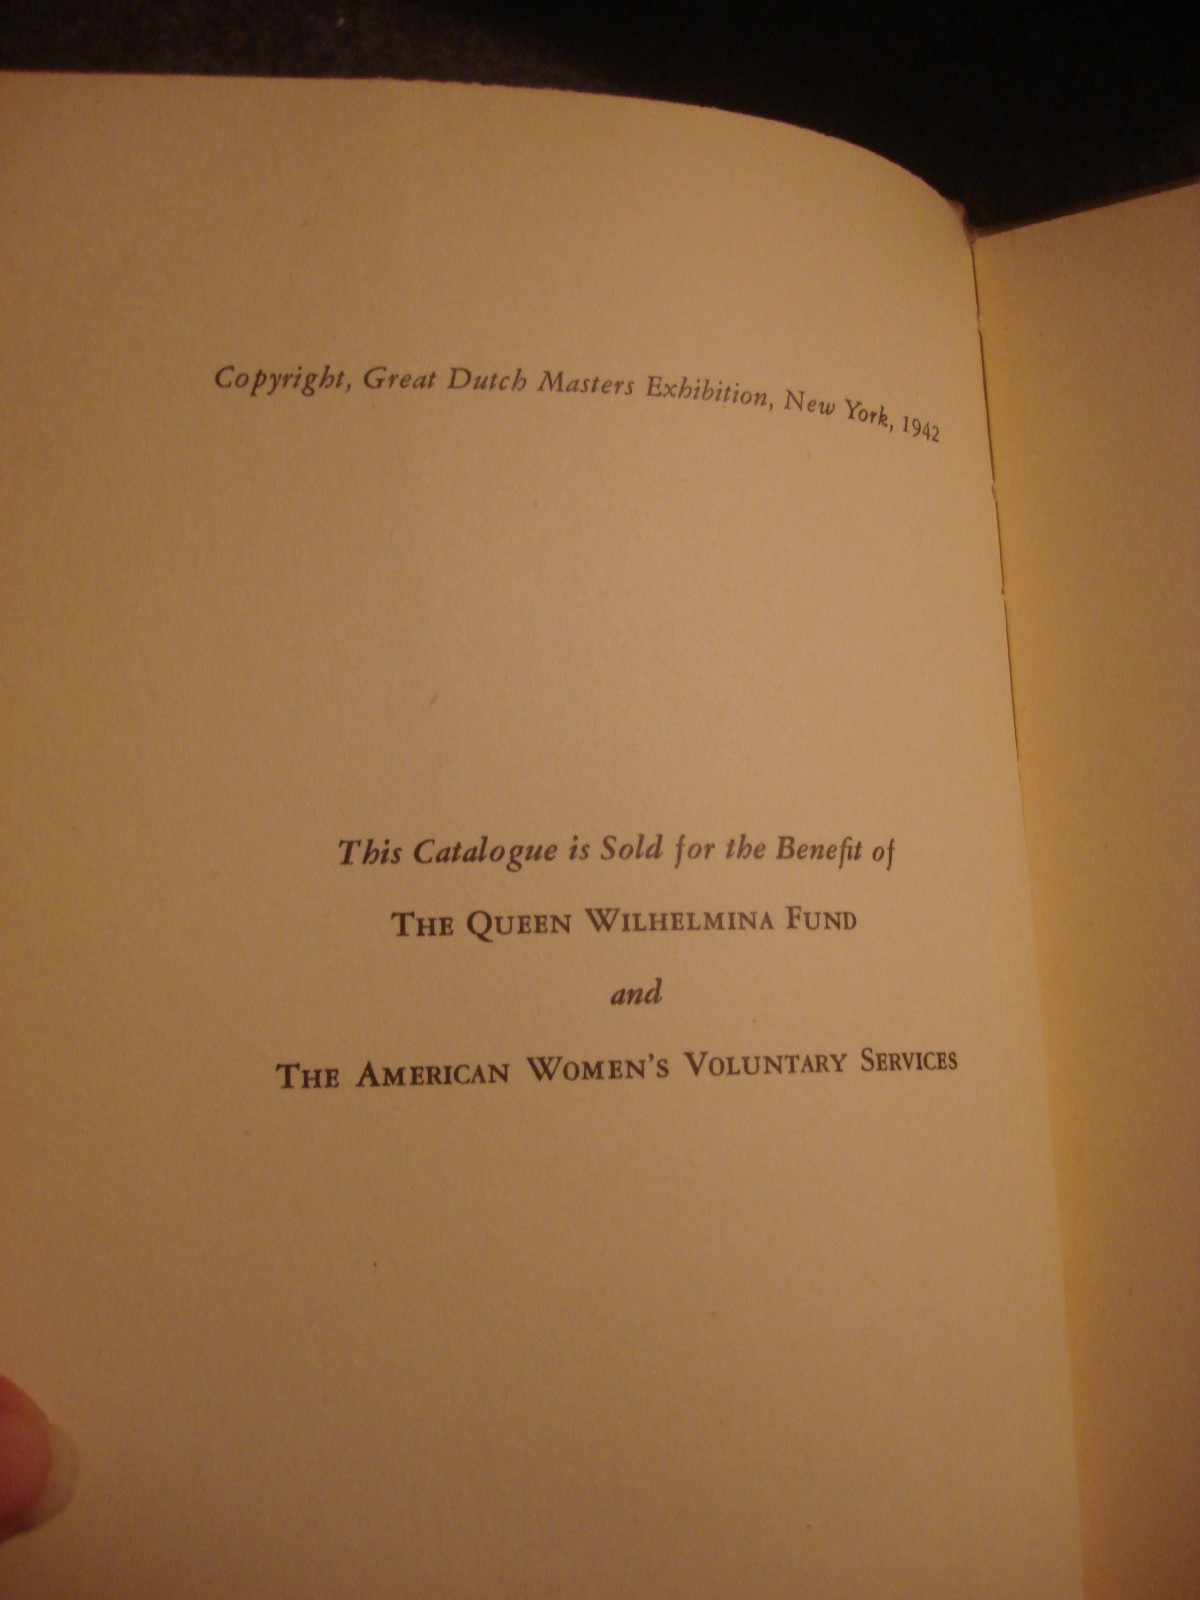 Copyright, Great Dutch Masters Exhibition, New York, 1942
This Catalogue is Sold for the Benefit of
THE QUEEN WILHELMINA FUND
and
THE AMERICAN WOMEN'S VOLUNTARY SERVICES